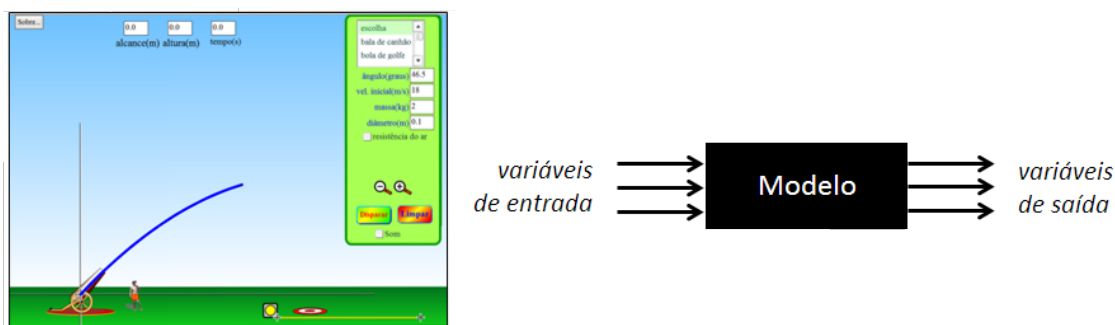 Sobre...
0.0 0.0 0.0
alcance(m) altura(m) tempo(s)
escolha
bala de canhão
bola de golfe
ângulo(graus) 46.5
vel. inicial(m/s) 18
massa(kg) 2
diâmetro(m) 0.1
resistência do ar
Disparar Limpar
Som
variáveis
de entrada
Modelo
variáveis
de saída